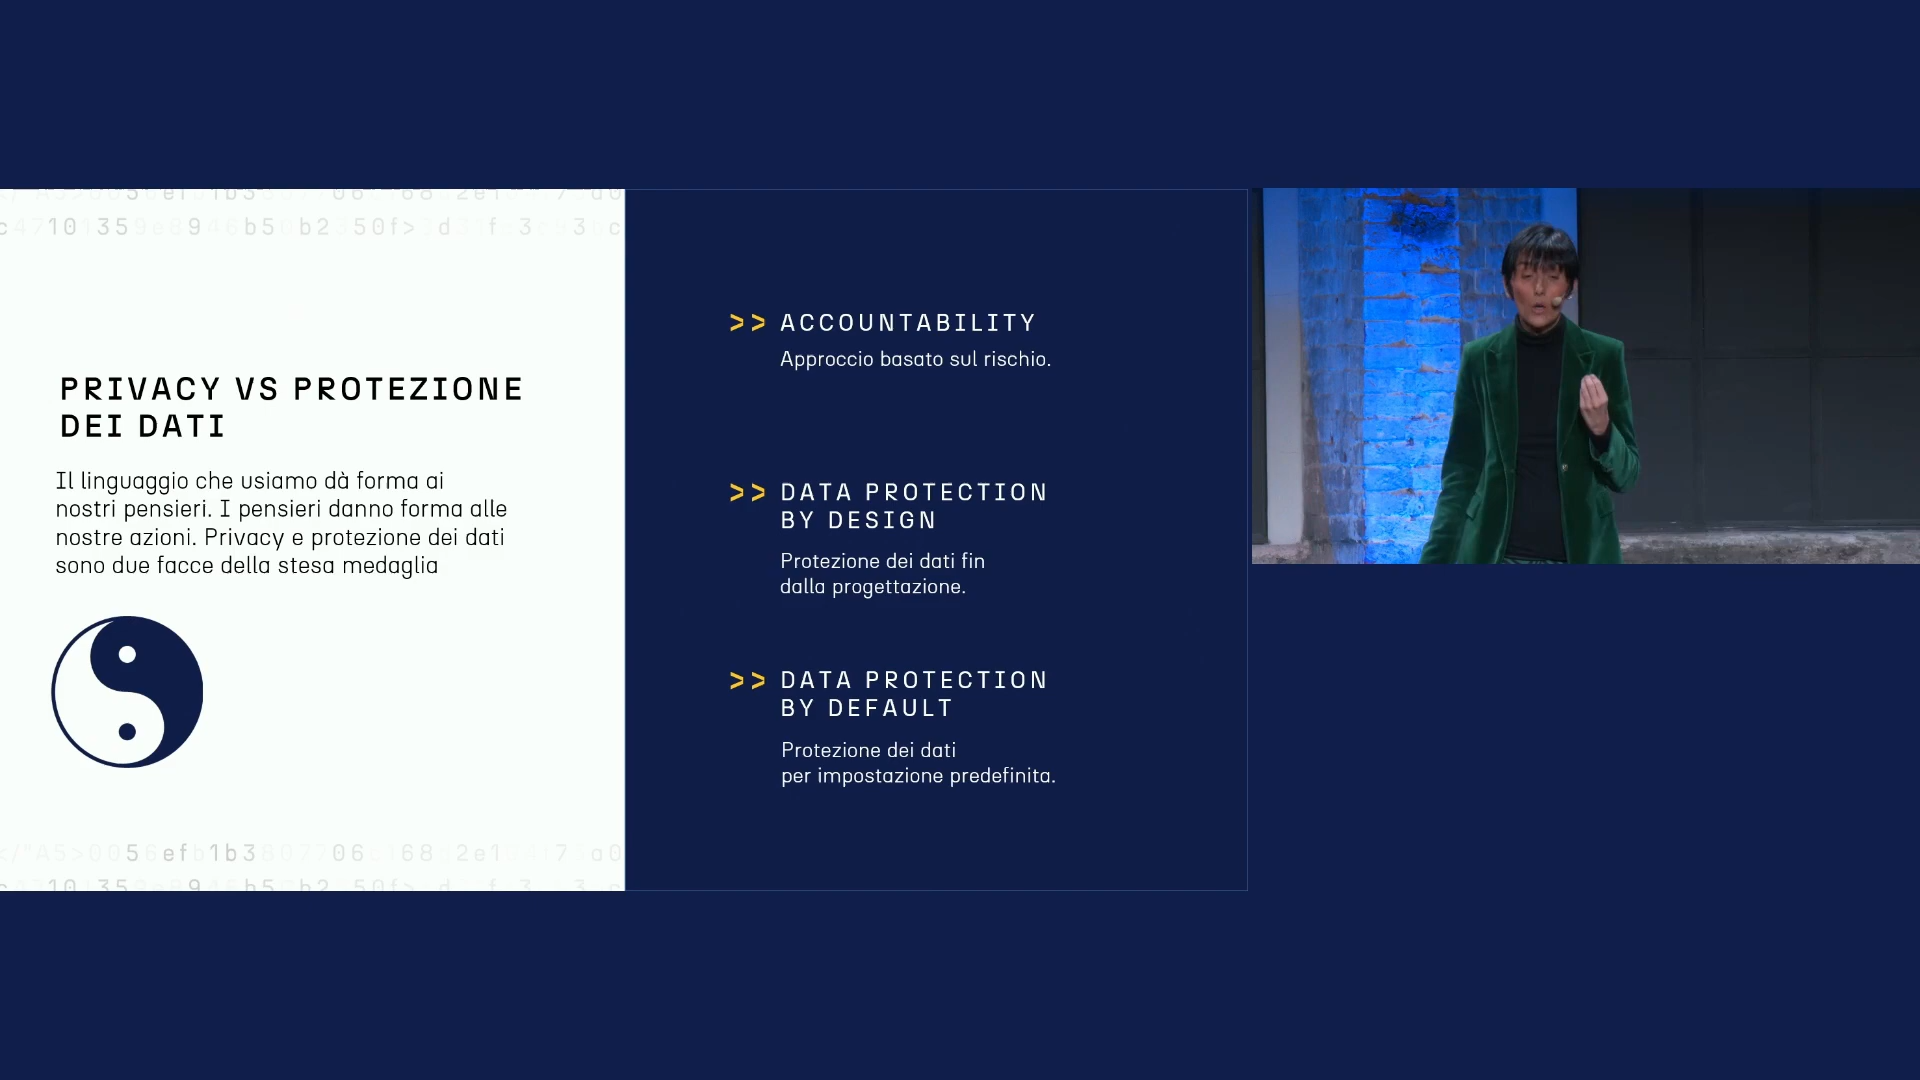 PRIVACY VS PROTEZIONE
DEI DATI
Il linguaggio che usiamo dà forma ai
nostri pensieri. I pensieri danno forma alle
nostre azioni. Privacy e protezione dei dati
sono due facce della stesa medaglia
>> ACCOUNTABILITY
Approccio basato sul rischio.
>> DATA PROTECTION
BY DESIGN
Protezione dei dati fin
dalla progettazione.
>> DATA PROTECTION
BY DEFAULT
Protezione dei dati
per impostazione predefinita.